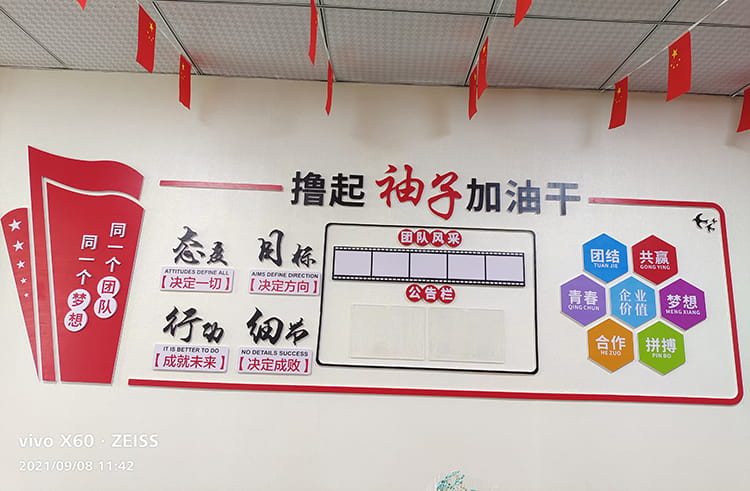 撸起袖子加油干
同一个团队
同一个梦想
态度
ATTITUDES DEFINE ALL
【决定一切】
目标
AIMS DEFINE DIRECTION
【决定方向】
行动
IT IS BETTER TO DO
【成就未来】
细节
NO DETAILS SUCCESS
【决定成败】
团队风采
公告栏
团结
TUAN JIE
共赢
GONG YING
青春
QING CHUN
企业
价值
梦想
MENG XIANG
合作
HE ZUO
拼搏
PIN BO
vivo X60 · ZEISS
2021/09/08 11:42